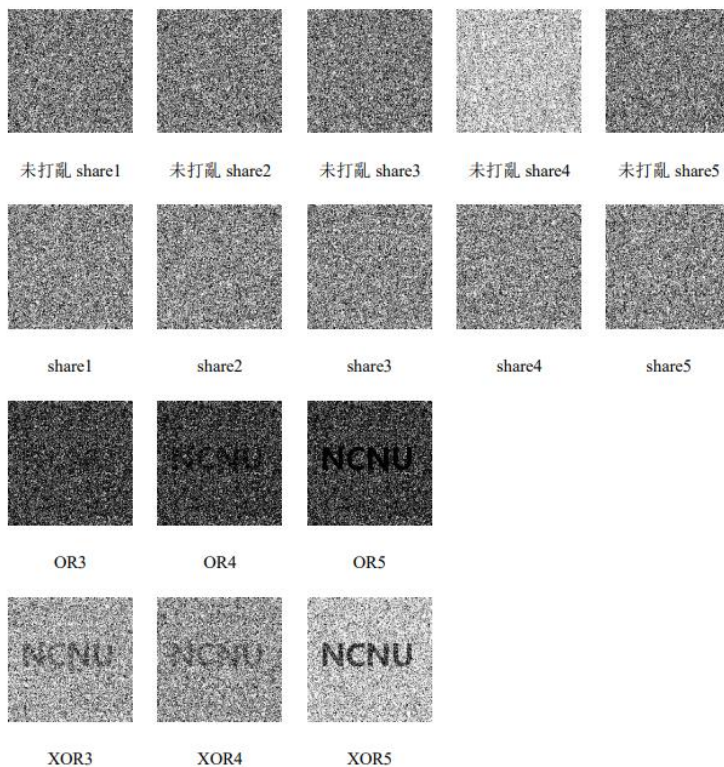 未打亂 share1
未打亂 share2
未打亂 share3
未打亂 share4
未打亂 share5
share1
share2
share3
share4
share5
NCNU
NCNU
NCNU
OR3
OR4
OR5
NCNU
NCNU
NCNU
XOR3
XOR4
XOR5